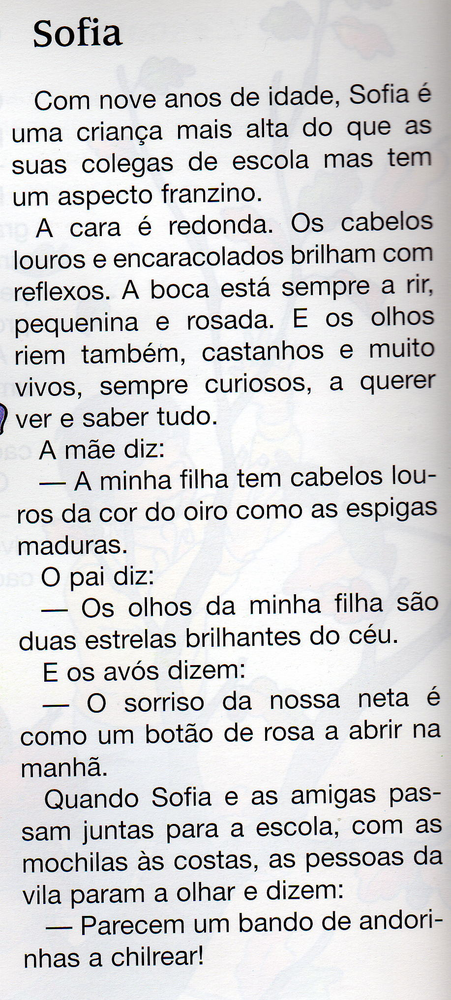 Sofia
Com nove anos de idade, Sofia é
uma criança mais alta do que as
suas colegas de escola mas tem
um aspecto franzino.
A cara é redonda. Os cabelos
louros e encaracolados brilham com
reflexos. A boca está sempre a rir,
pequenina e rosada. E os olhos
riem também, castanhos e muito
vivos, sempre curiosos, a querer
ver e saber tudo.
A mãe diz:
— A minha filha tem cabelos lou-
ros da cor do oiro como as espigas
maduras.
O pai diz:
— Os olhos da minha filha são
duas estrelas brilhantes do céu.
E os avós dizem:
— O sorriso da nossa neta é
como um botão de rosa a abrir na
manhã.
Quando Sofia e as amigas pas-
sam juntas para a escola, com as
mochilas às costas, as pessoas da
vila param a olhar e dizem:
— Parecem um bando de andori-
nhas a chilrear!